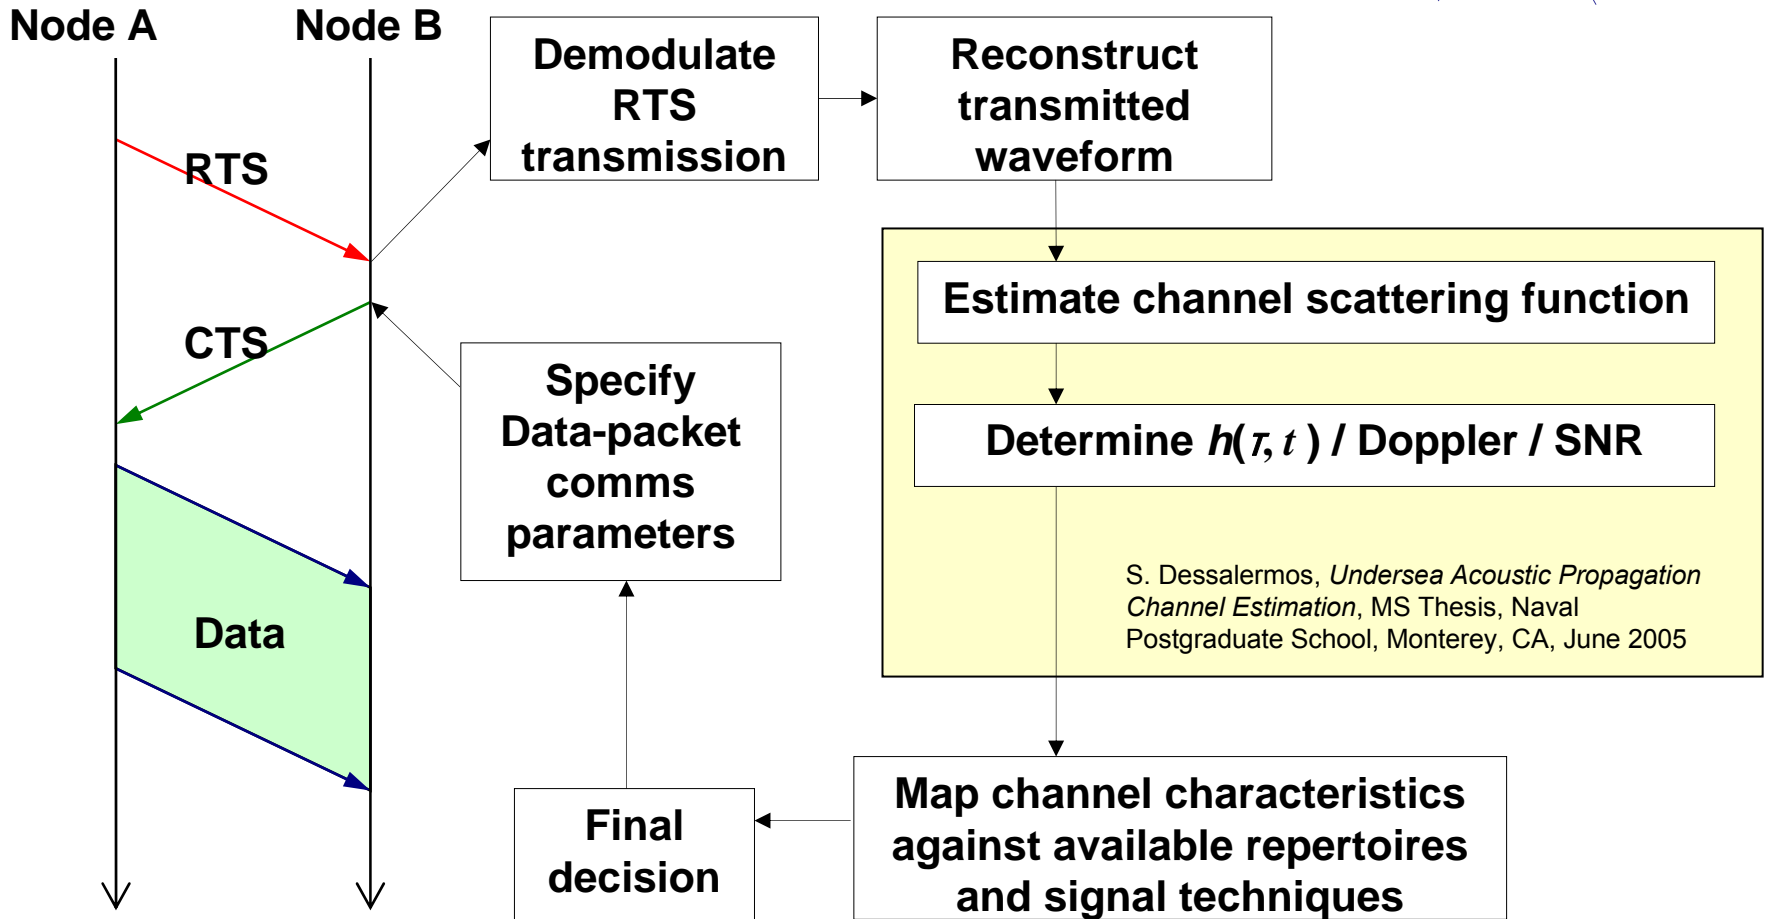 Node A
Node B
RTS
CTS
Data
Demodulate
RTS
transmission
Reconstruct
transmitted
waveform
Estimate channel scattering function
Determine h(τ, t ) / Doppler / SNR
S. Dessalermos, Undersea Acoustic Propagation
Channel Estimation, MS Thesis, Naval
Postgraduate School, Monterey, CA, June 2005
Map channel characteristics
against available repertoires
and signal techniques
Final
decision
Specify
Data-packet
comms
parameters